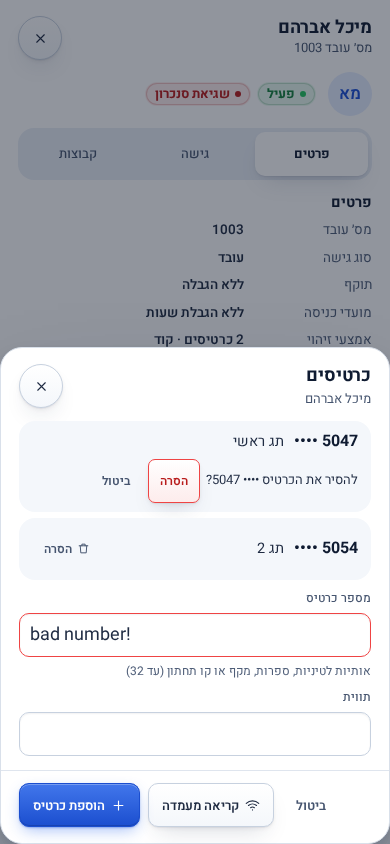 מיכל אברהם
מס׳ עובד 1003
מא
פעיל
שגיאת סנכרון
פרטים
גישה
קבוצות
פרטים
מס׳ עובד 1003
סוג גישה עובד
תוקף ללא הגבלה
מועדי כניסה ללא הגבלת שעות
אמצעי זיהוי 2 כרטיסים · קוד
כרטיסים
מיכל אברהם
•••• 5047 תג ראשי
להסיר את הכרטיס •••• 5047?
הסרה
ביטול
•••• 5054 תג 2
הסרה
מספר כרטיס
bad number!
אותיות לטיניות, ספרות, מקף או קו תחתון (עד 32)
תווית
ביטול
קריאה מעמדה
הוספת כרטיס